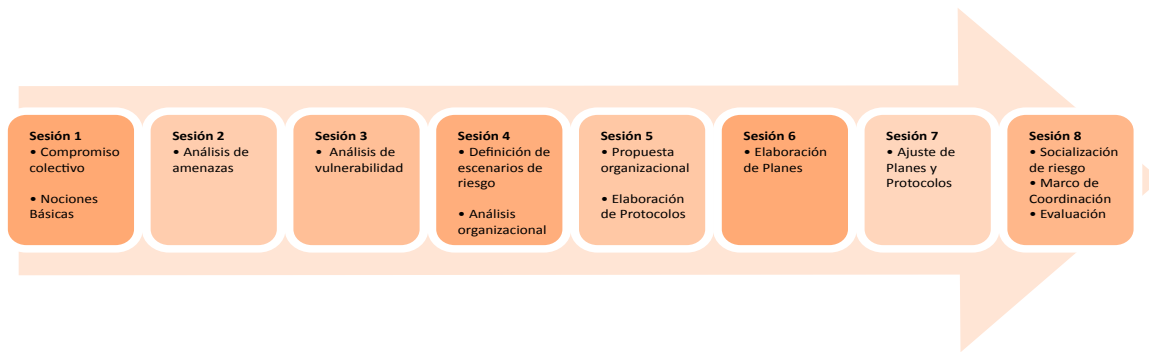 Sesión 1
• Compromiso
colectivo
• Nociones
Básicas
Sesión 2
• Análisis de
amenazas
Sesión 3
• Análisis de
vulnerabilidad
Sesión 4
• Definición de
escenarios de
riesgo
• Análisis
organizacional
Sesión 5
• Propuesta
organizacional
• Elaboración
de Protocolos
Sesión 6
• Elaboración
de Planes
Sesión 7
• Ajuste de
Planes y
Protocolos
Sesión 8
• Socialización
de riesgo
• Marco de
Coordinación
• Evaluación